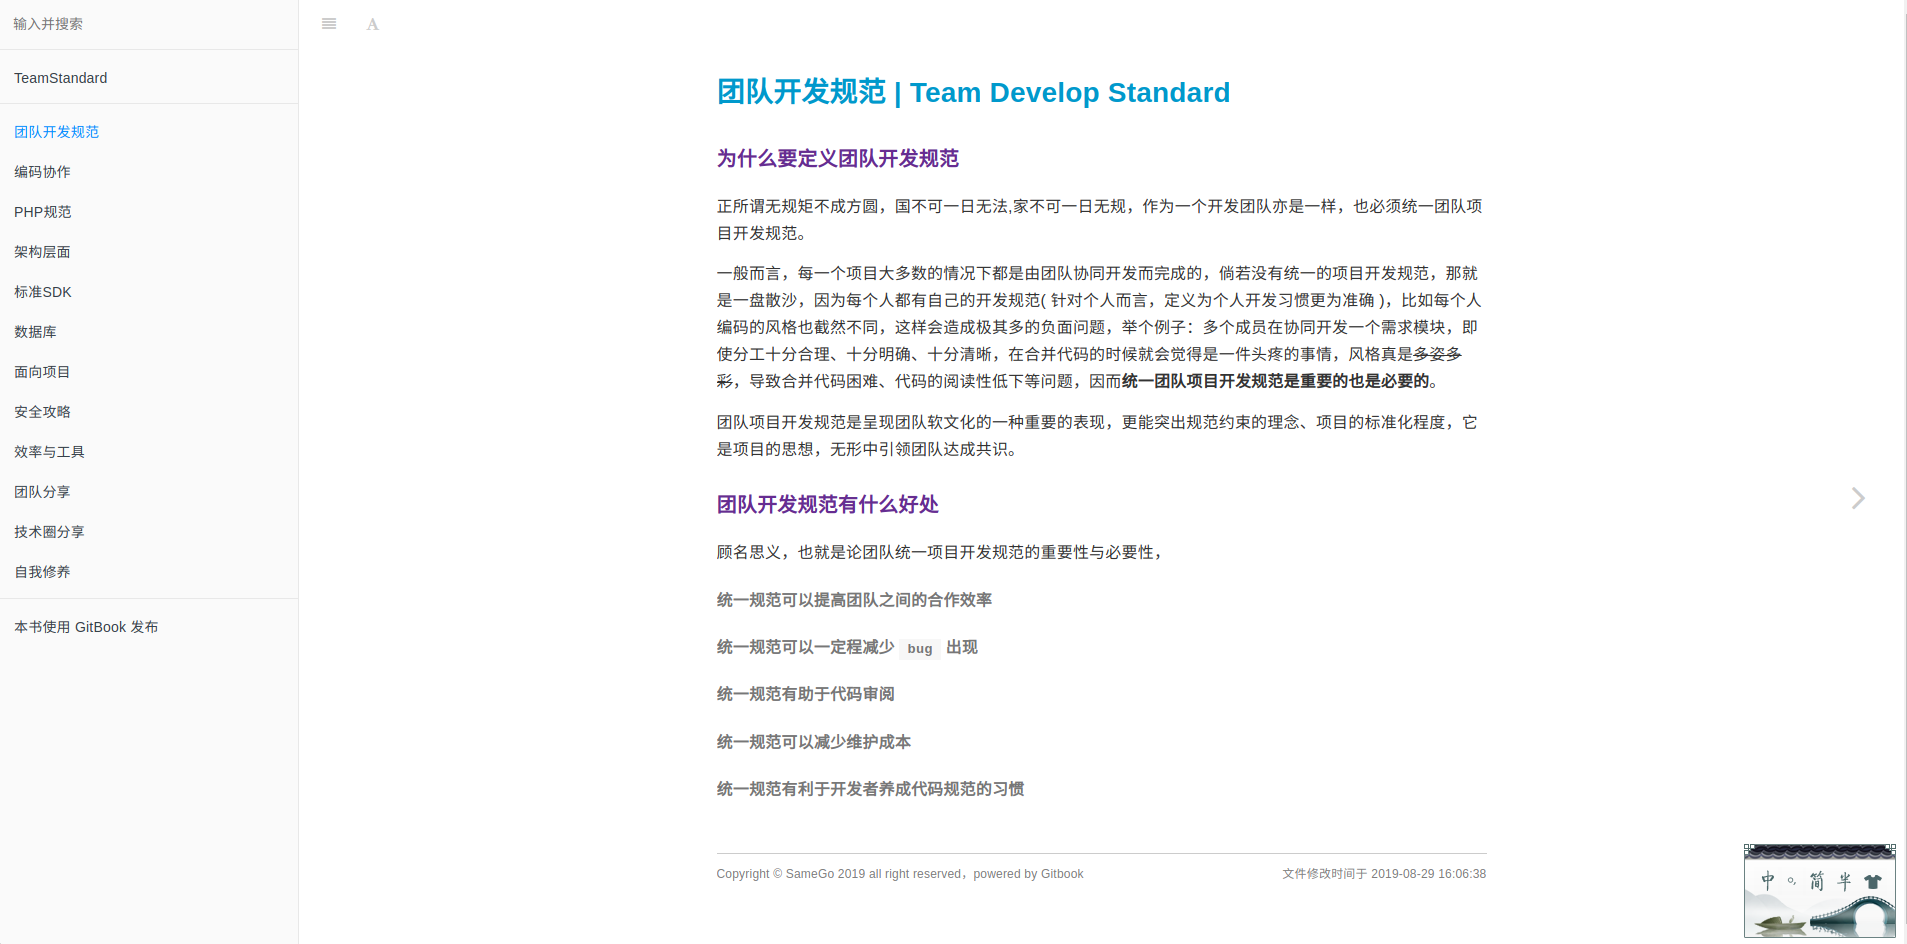 输入并搜索
TeamStandard
团队开发规范
编码协作
PHP规范
架构层面
标准SDK
数据库
面向项目
安全攻略
效率与工具
团队分享
技术圈分享
自我修养
本书使用 GitBook 发布
A
团队开发规范 | Team Develop Standard
为什么要定义团队开发规范
正所谓无规矩不成方圆，国不可一日无法,家不可一日无规，作为一个开发团队亦是一样，也必须统一团队项
目开发规范。
一般而言，每一个项目大多数的情况下都是由团队协同开发而完成的，倘若没有统一的项目开发规范，那就
是一盘散沙，因为每个人都有自己的开发规范( 针对个人而言，定义为个人开发习惯更为准确 )，比如每个人
编码的风格也截然不同，这样会造成极其多的负面问题，举个例子：多个成员在协同开发一个需求模块，即
使分工十分合理、十分明确、十分清晰，在合并代码的时候就会觉得是一件头疼的事情，风格真是多姿多
彩，导致合并代码困难、代码的阅读性低下等问题，因而统一团队项目开发规范是重要的也是必要的。
团队项目开发规范是呈现团队软文化的一种重要的表现，更能突出规范约束的理念、项目的标准化程度，它
是项目的思想，无形中引领团队达成共识。
团队开发规范有什么好处
顾名思义，也就是论团队统一项目开发规范的重要性与必要性，
统一规范可以提高团队之间的合作效率
统一规范可以一定程减少 bug 出现
统一规范有助于代码审阅
统一规范可以减少维护成本
统一规范有利于开发者养成代码规范的习惯
Copyright © SameGo 2019 all right reserved，powered by Gitbook
文件修改时间于 2019-08-29 16:06:38
中 °, 简 半